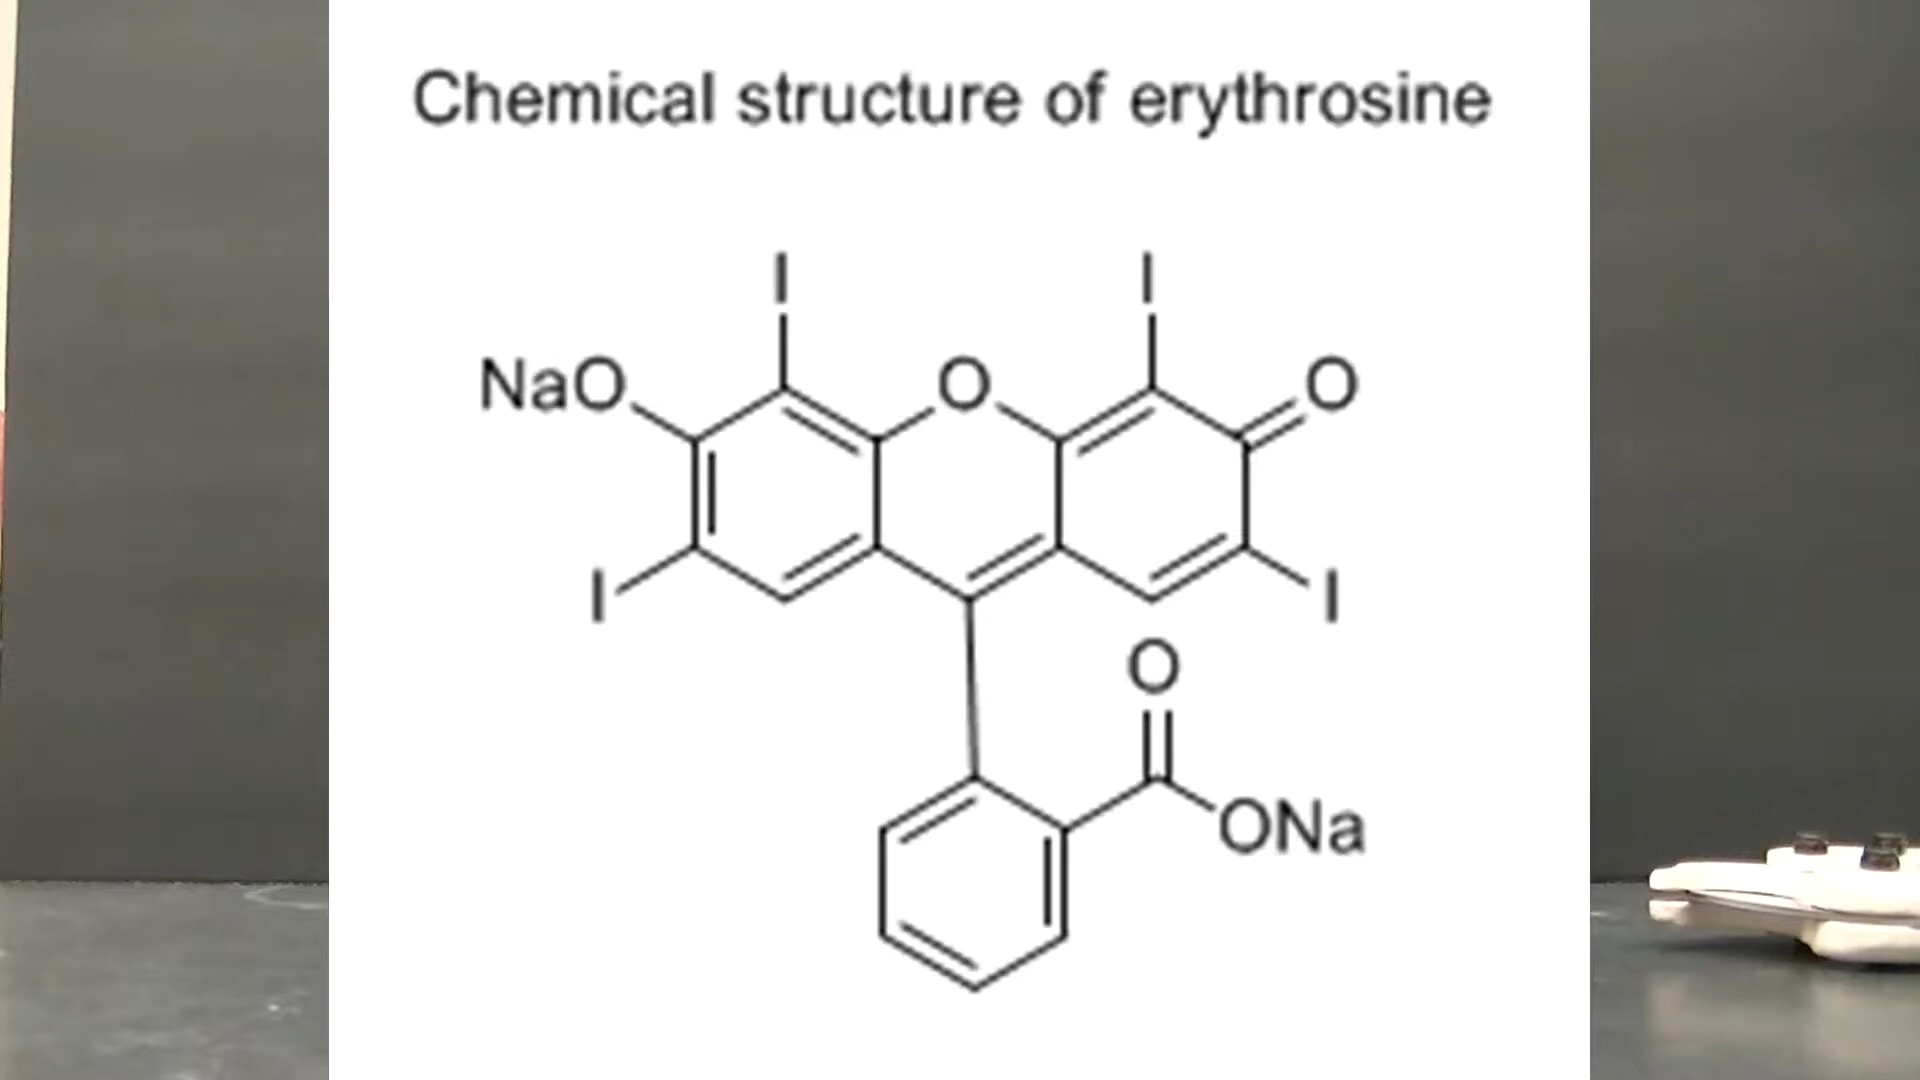 Chemical structure of erythrosine
I I
NaO O O
I I
O
ONa